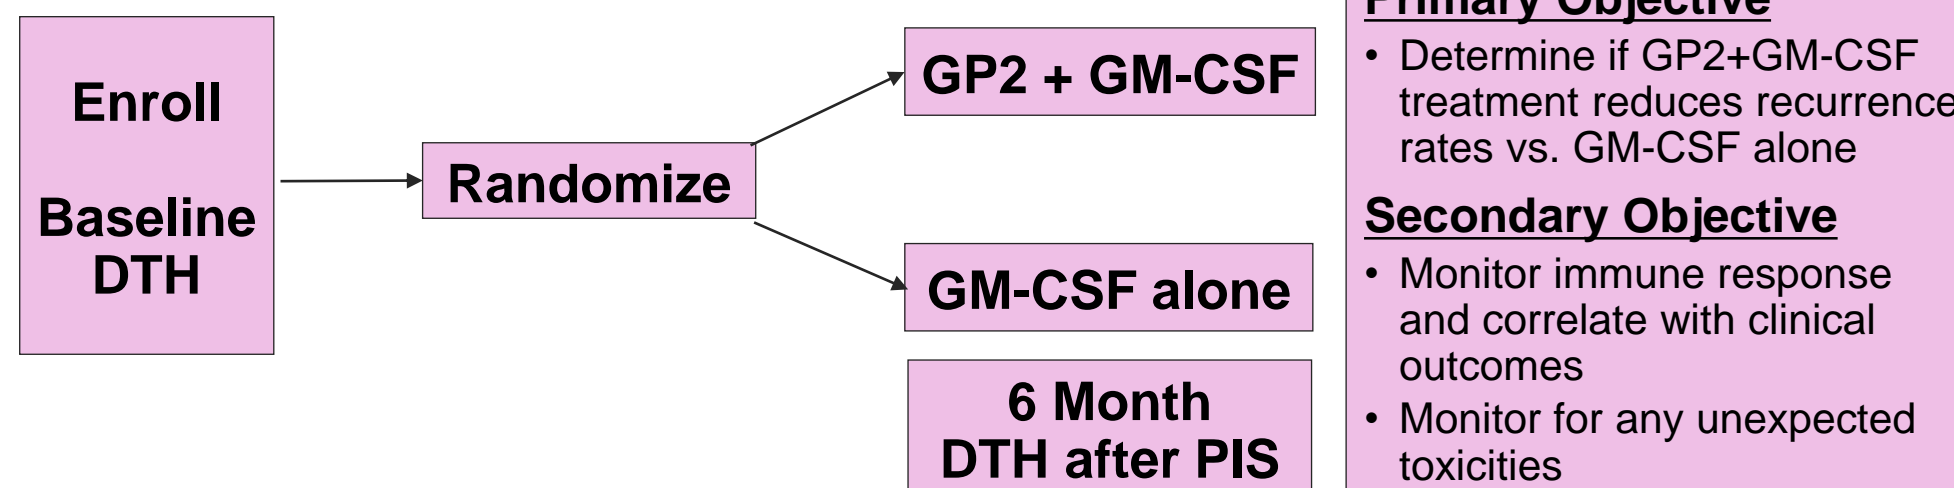 Enroll
Baseline
DTH
Randomize
GP2 + GM-CSF
GM-CSF alone
6 Month
DTH after PIS
Primary Objective
• Determine if GP2+GM-CSF
treatment reduces recurrence
rates vs. GM-CSF alone
Secondary Objective
• Monitor immune response
and correlate with clinical
outcomes
• Monitor for any unexpected
toxicities